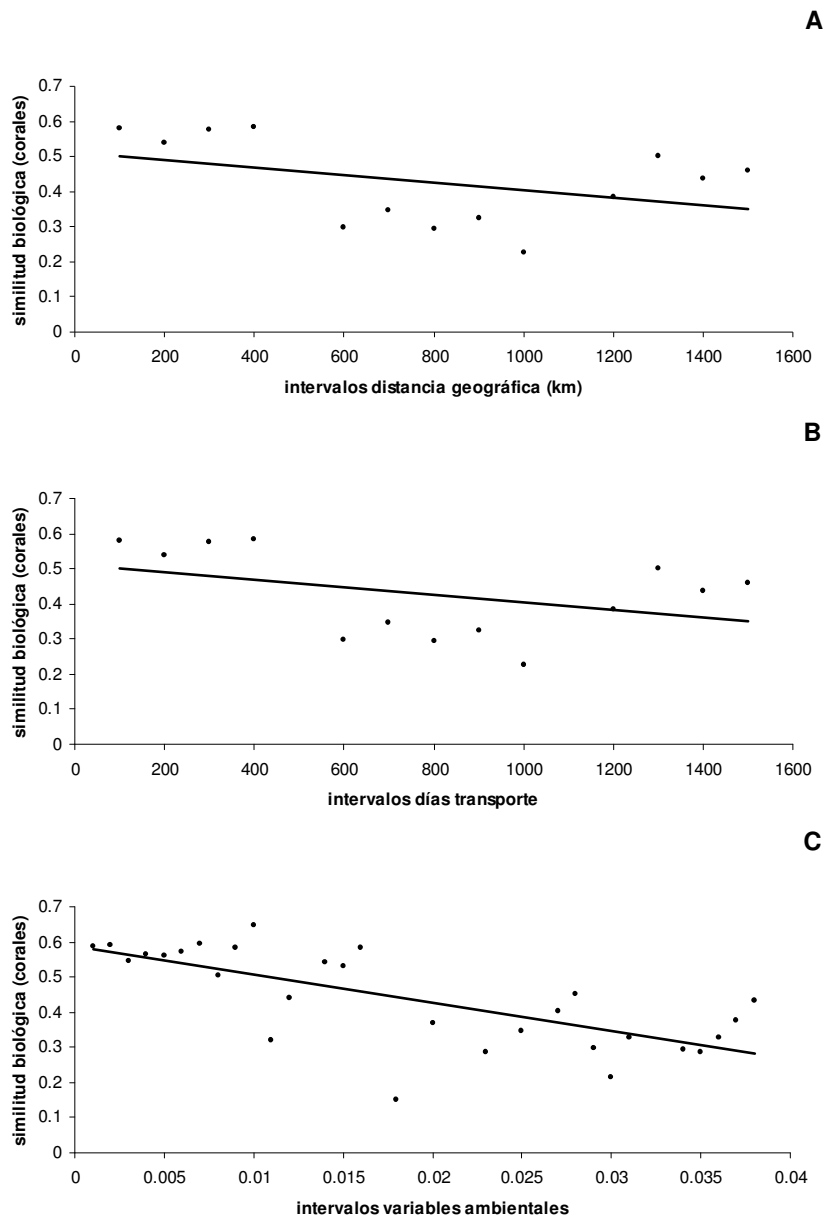 A
similitud biológica (corales)
0.7
0.6
0.5
0.4
0.3
0.2
0.1
0
0 200 400 600 800 1000 1200 1400 1600
intervalos distancia geográfica (km)
B
similitud biológica (corales)
0.7
0.6
0.5
0.4
0.3
0.2
0.1
0
0 200 400 600 800 1000 1200 1400 1600
intervalos días transporte
C
similitud biológica (corales)
0.7
0.6
0.5
0.4
0.3
0.2
0.1
0
0 0.005 0.01 0.015 0.02 0.025 0.03 0.035 0.04
intervalos variables ambientales